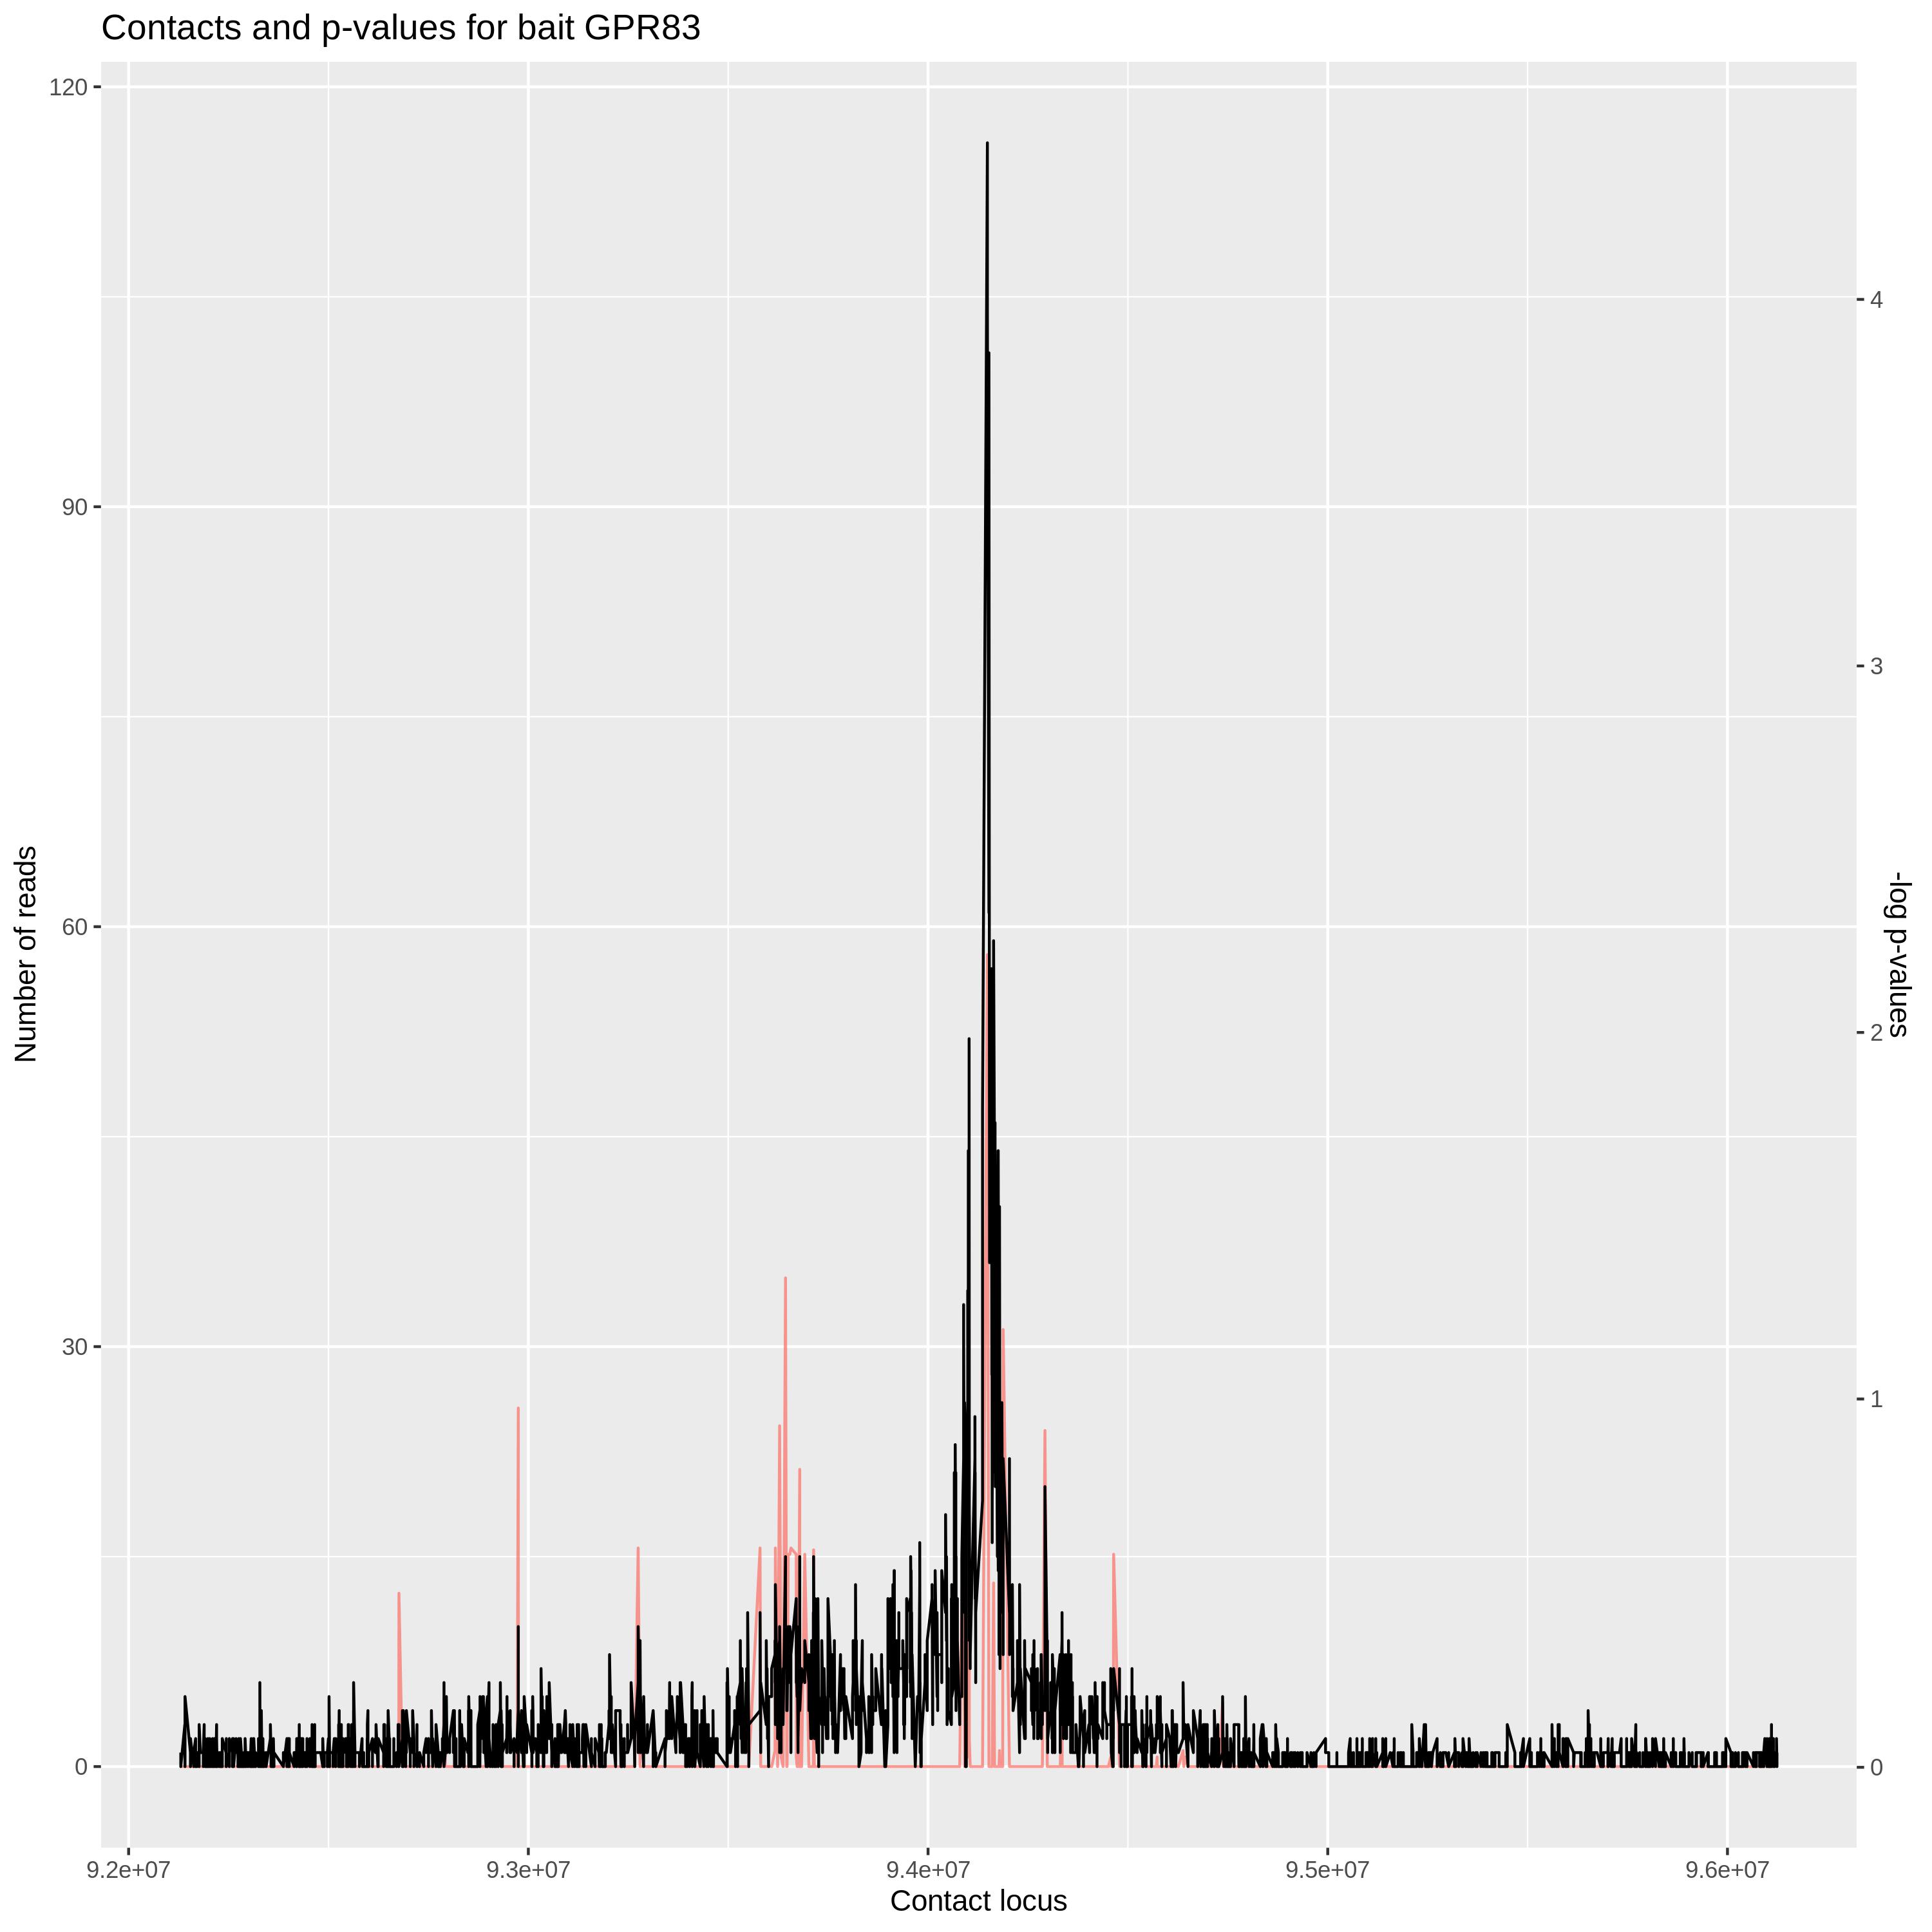 Contacts and p-values for bait GPR83
120
90
60
30
0
Number of reads
4
3
2
1
0
-log p-values
9.2e+07
9.3e+07
9.4e+07
9.5e+07
9.6e+07
Contact locus